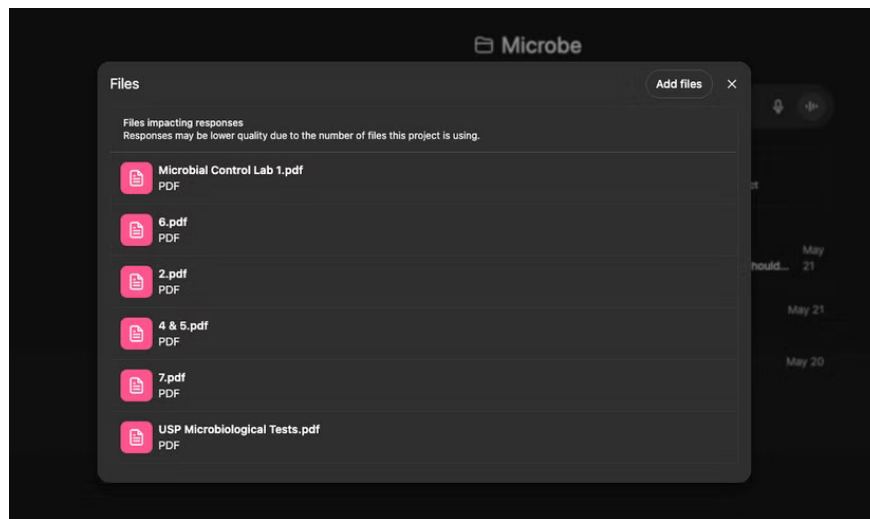 Microbe
Files
Add files
Files impacting responses
Responses may be lower quality due to the number of files this project is using.
Microbial Control Lab 1.pdf
PDF
6.pdf
PDF
2.pdf
PDF
4 & 5.pdf
PDF
7.pdf
PDF
USP Microbiological Tests.pdf
PDF
May
21
May 21
May 20